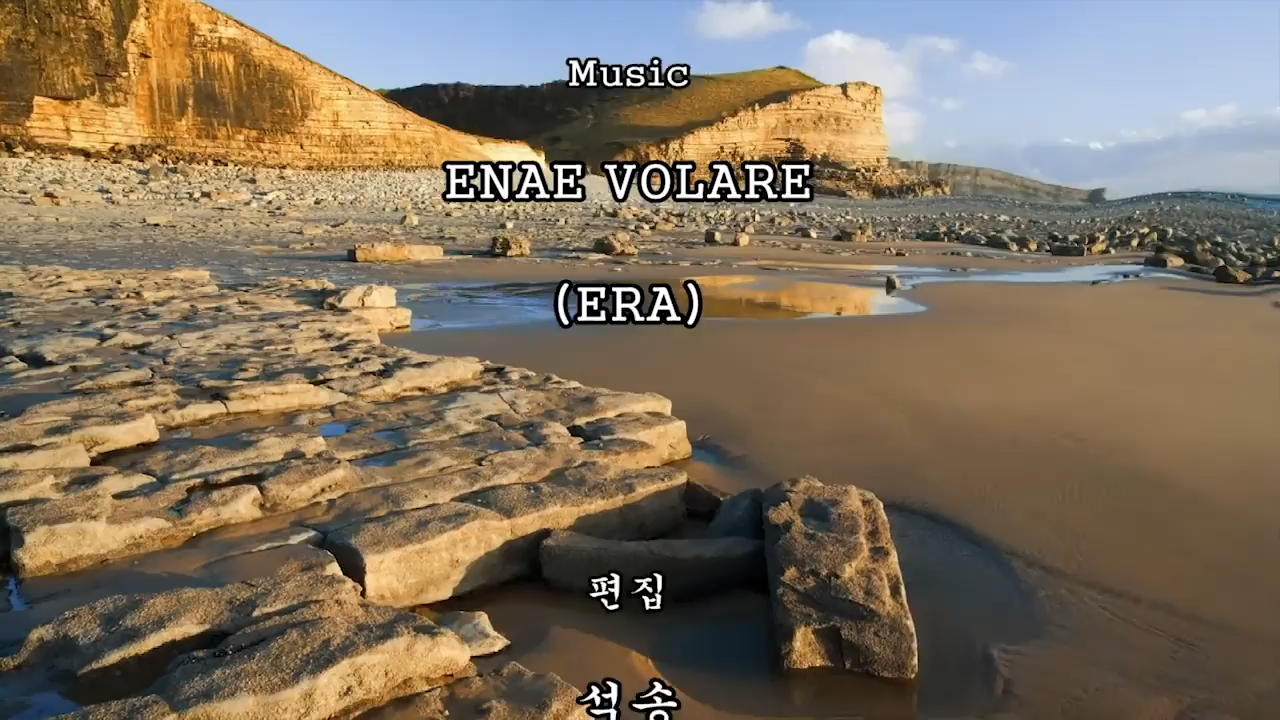 Music
ENAE VOLARE
(ERA)
편집
석송